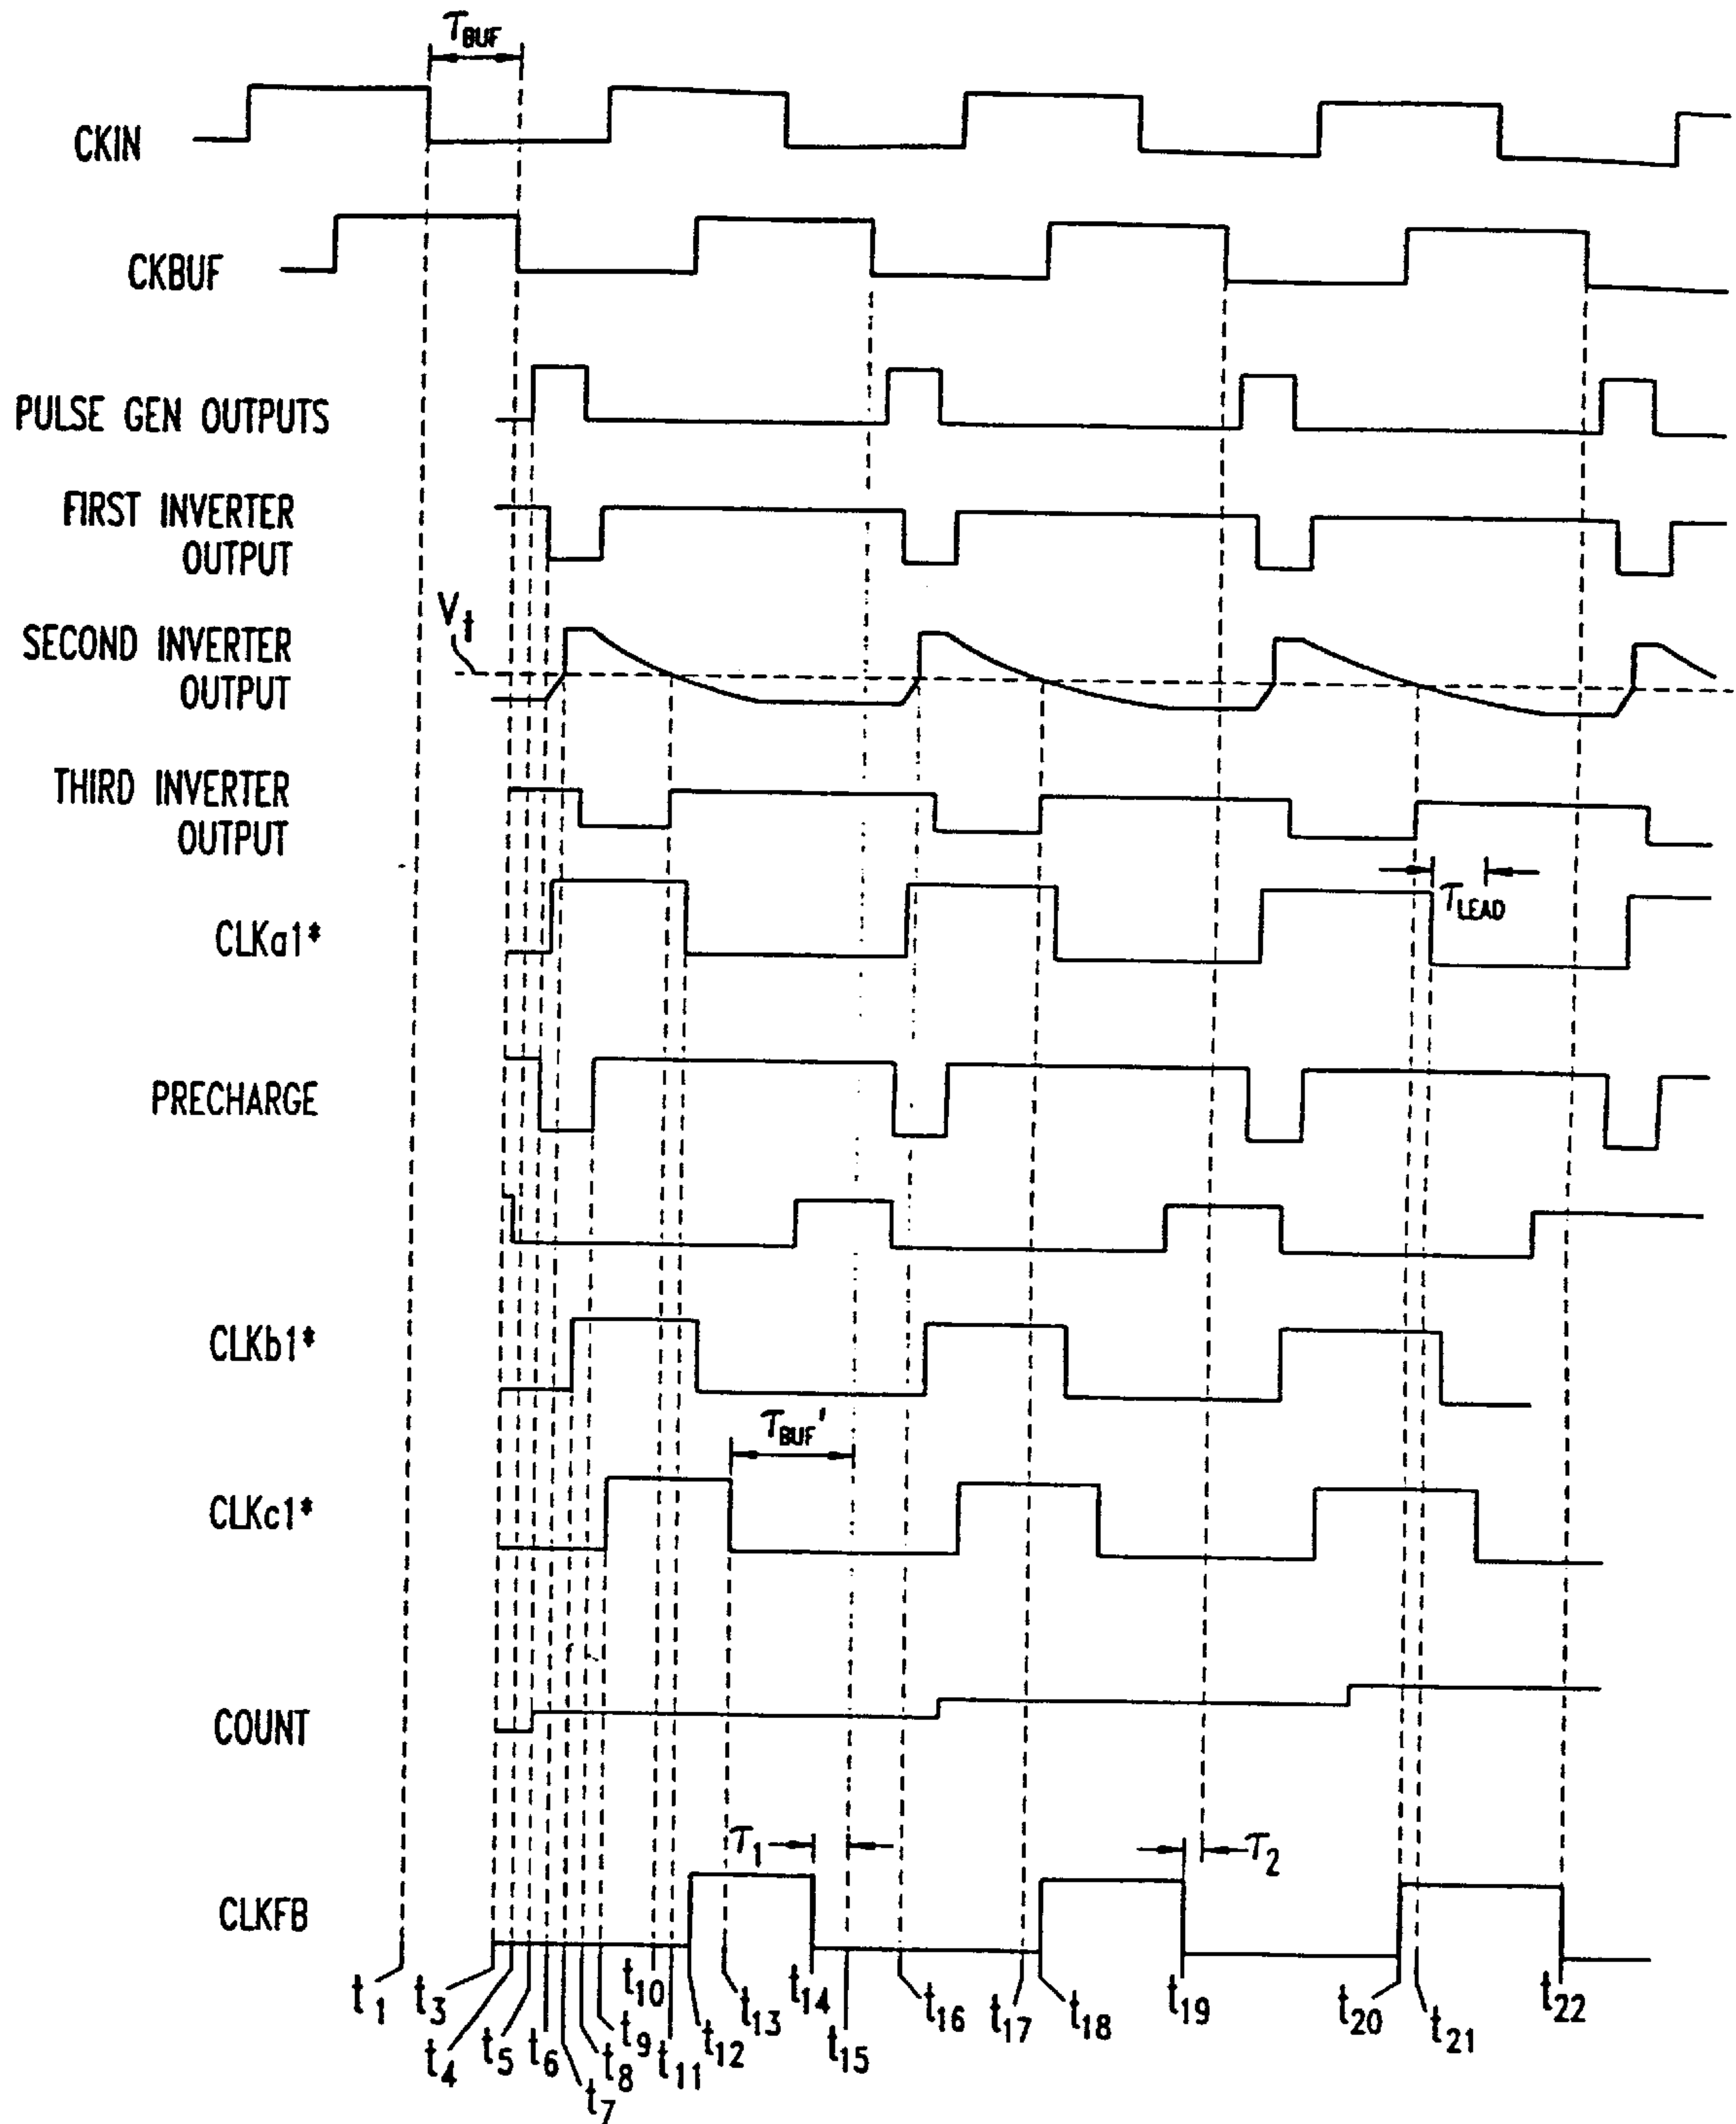 τBUF
CKIN
CKBUF
PULSE GEN OUTPUTS
FIRST INVERTER
OUTPUT
Vt
SECOND INVERTER
OUTPUT
THIRD INVERTER
OUTPUT
τLEAD
CLKa1*
PRECHARGE
CLKb1*
τBUF'
CLKc1*
COUNT
τ1
τ2
CLKFB
t1
t3
t4
t5
t6
t7
t8
t9
t10
t11
t12
t13
t14
t15
t16
t17
t18
t19
t20
t21
t22